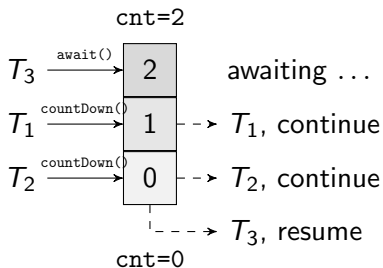 cnt=2
T3 await() 2 awaiting ...
T1 countDown() 1 T1, continue
T2 countDown() 0 T2, continue
T3, resume
cnt=0